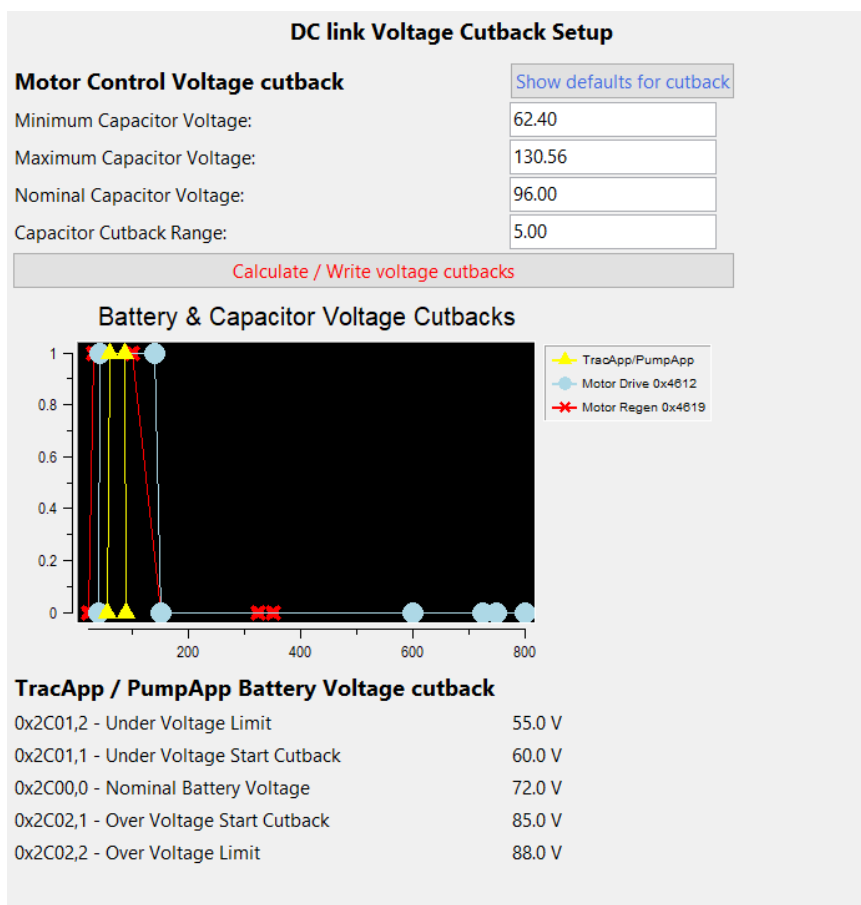 DC link Voltage Cutback Setup
Motor Control Voltage cutback Show defaults for cutback
Minimum Capacitor Voltage: 62.40
Maximum Capacitor Voltage: 130.56
Nominal Capacitor Voltage: 96.00
Capacitor Cutback Range: 5.00
Calculate / Write voltage cutbacks
Battery & Capacitor Voltage Cutbacks
1
0.8
0.6
0.4
0.2
0
200 400 600 800
TracApp/PumpApp
Motor Drive 0x4612
Motor Regen 0x4619
TracApp / PumpApp Battery Voltage cutback
0x2C01,2 - Under Voltage Limit 55.0 V
0x2C01,1 - Under Voltage Start Cutback 60.0 V
0x2C00,0 - Nominal Battery Voltage 72.0 V
0x2C02,1 - Over Voltage Start Cutback 85.0 V
0x2C02,2 - Over Voltage Limit 88.0 V